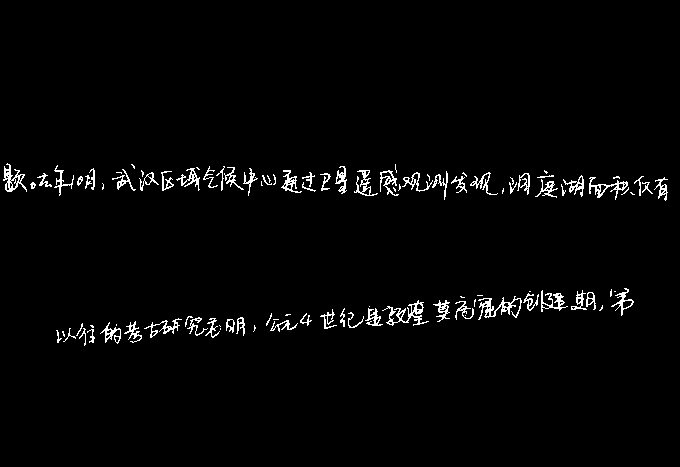 题。去年10月,武汉区域气候中心通过卫星遥感观测发现,洞庭湖面积仅有
以往的考古研究表明,公元4世纪是敦煌莫高窟的创建期,第